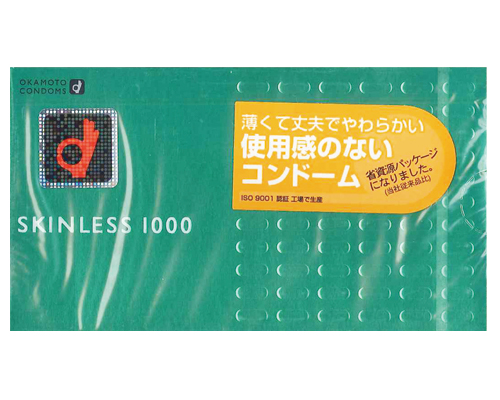 OKAMOTO
CONDOMS
SKINLESS 1000
薄くて丈夫でやわらかい
使用感のない
コンドーム
ISO 9001 認証 工場で生産
省資源パッケージ
になりました。
(当社従来品比)